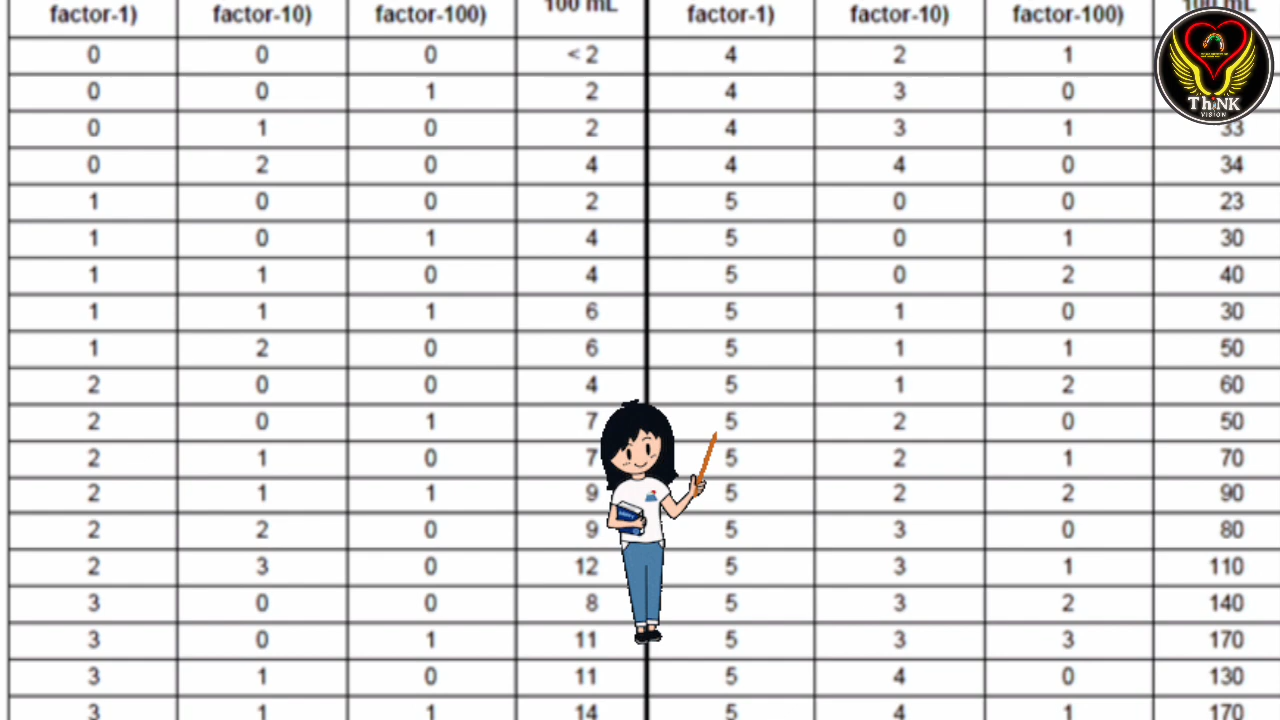 factor-1) factor-10) factor-100) 100 mL factor-1) factor-10) factor-100) 100 mL
0 0 0 < 2 4 2 1
0 0 1 2 4 3 0
0 1 0 2 4 3 1 33
0 2 0 4 4 4 0 34
1 0 0 2 5 0 0 23
1 0 1 4 5 0 1 30
1 1 0 4 5 0 2 40
1 1 1 6 5 1 0 30
1 2 0 6 5 1 1 50
2 0 0 4 5 1 2 60
2 0 1 7 5 2 0 50
2 1 0 7 5 2 1 70
2 1 1 9 5 2 2 90
2 2 0 9 5 3 0 80
2 3 0 12 5 3 1 110
3 0 0 8 5 3 2 140
3 0 1 11 5 3 3 170
3 1 0 11 5 4 0 130
3 1 1 14 5 4 1 170
ThiNK
VISION